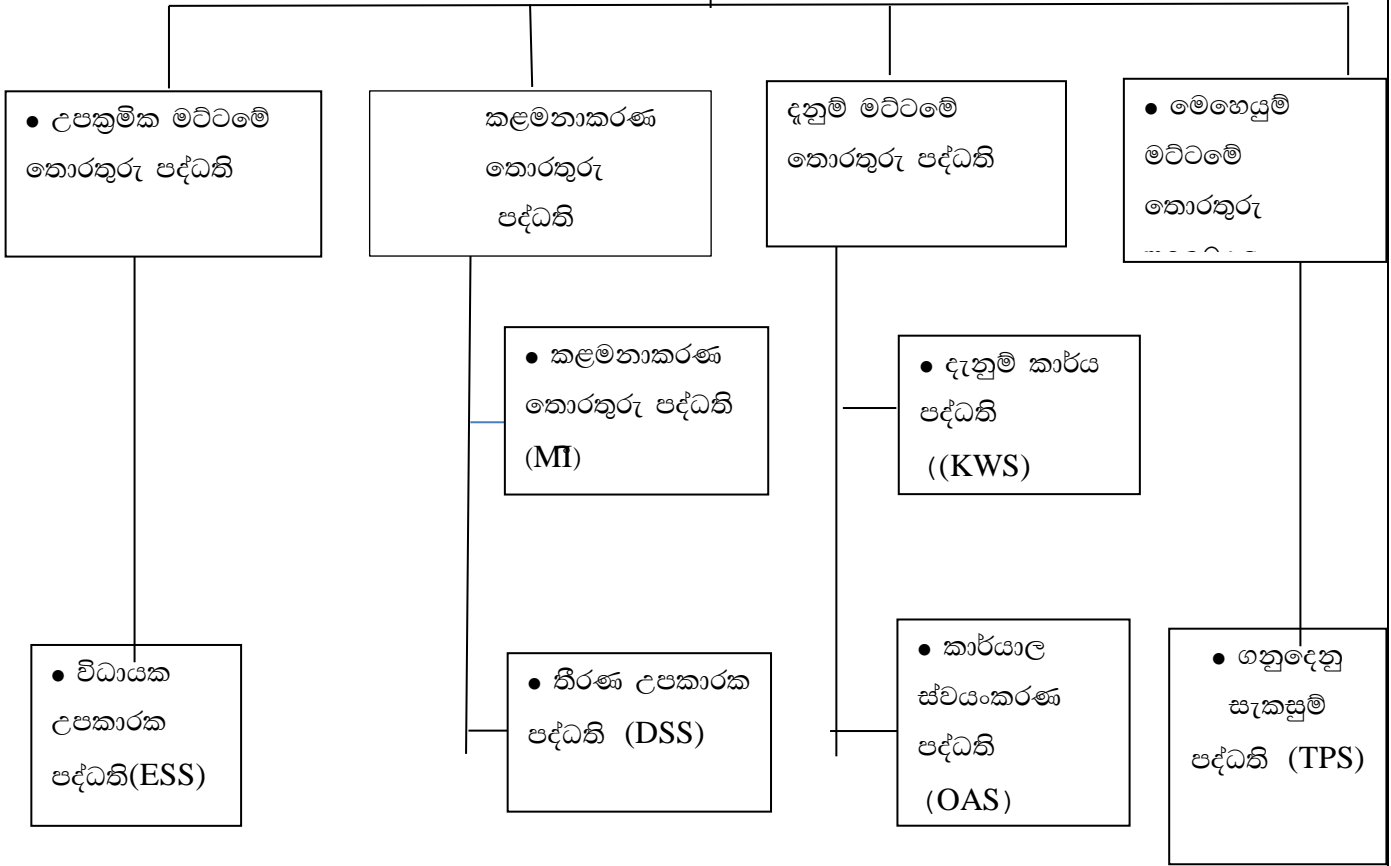 ● උපක්‍රමික මට්ටමේ
තොරතුරු පද්ධති
කළමනාකරණ
තොරතුරු
පද්ධති
දැනුම් මට්ටමේ
තොරතුරු පද්ධති
● මෙහෙයුම්
මට්ටමේ
තොරතුරු
● කළමනාකරණ
තොරතුරු පද්ධති
● දැනුම් කාර්ය
පද්ධති
((KWS)
● විධායක
උපකාරක
පද්ධති(ESS)
● තීරණ උපකාරක
පද්ධති (DSS)
● කාර්යාල
ස්වයංකරණ
පද්ධති
(OAS)
● ගනුදෙනු
සැකසුම්
පද්ධති (TPS)